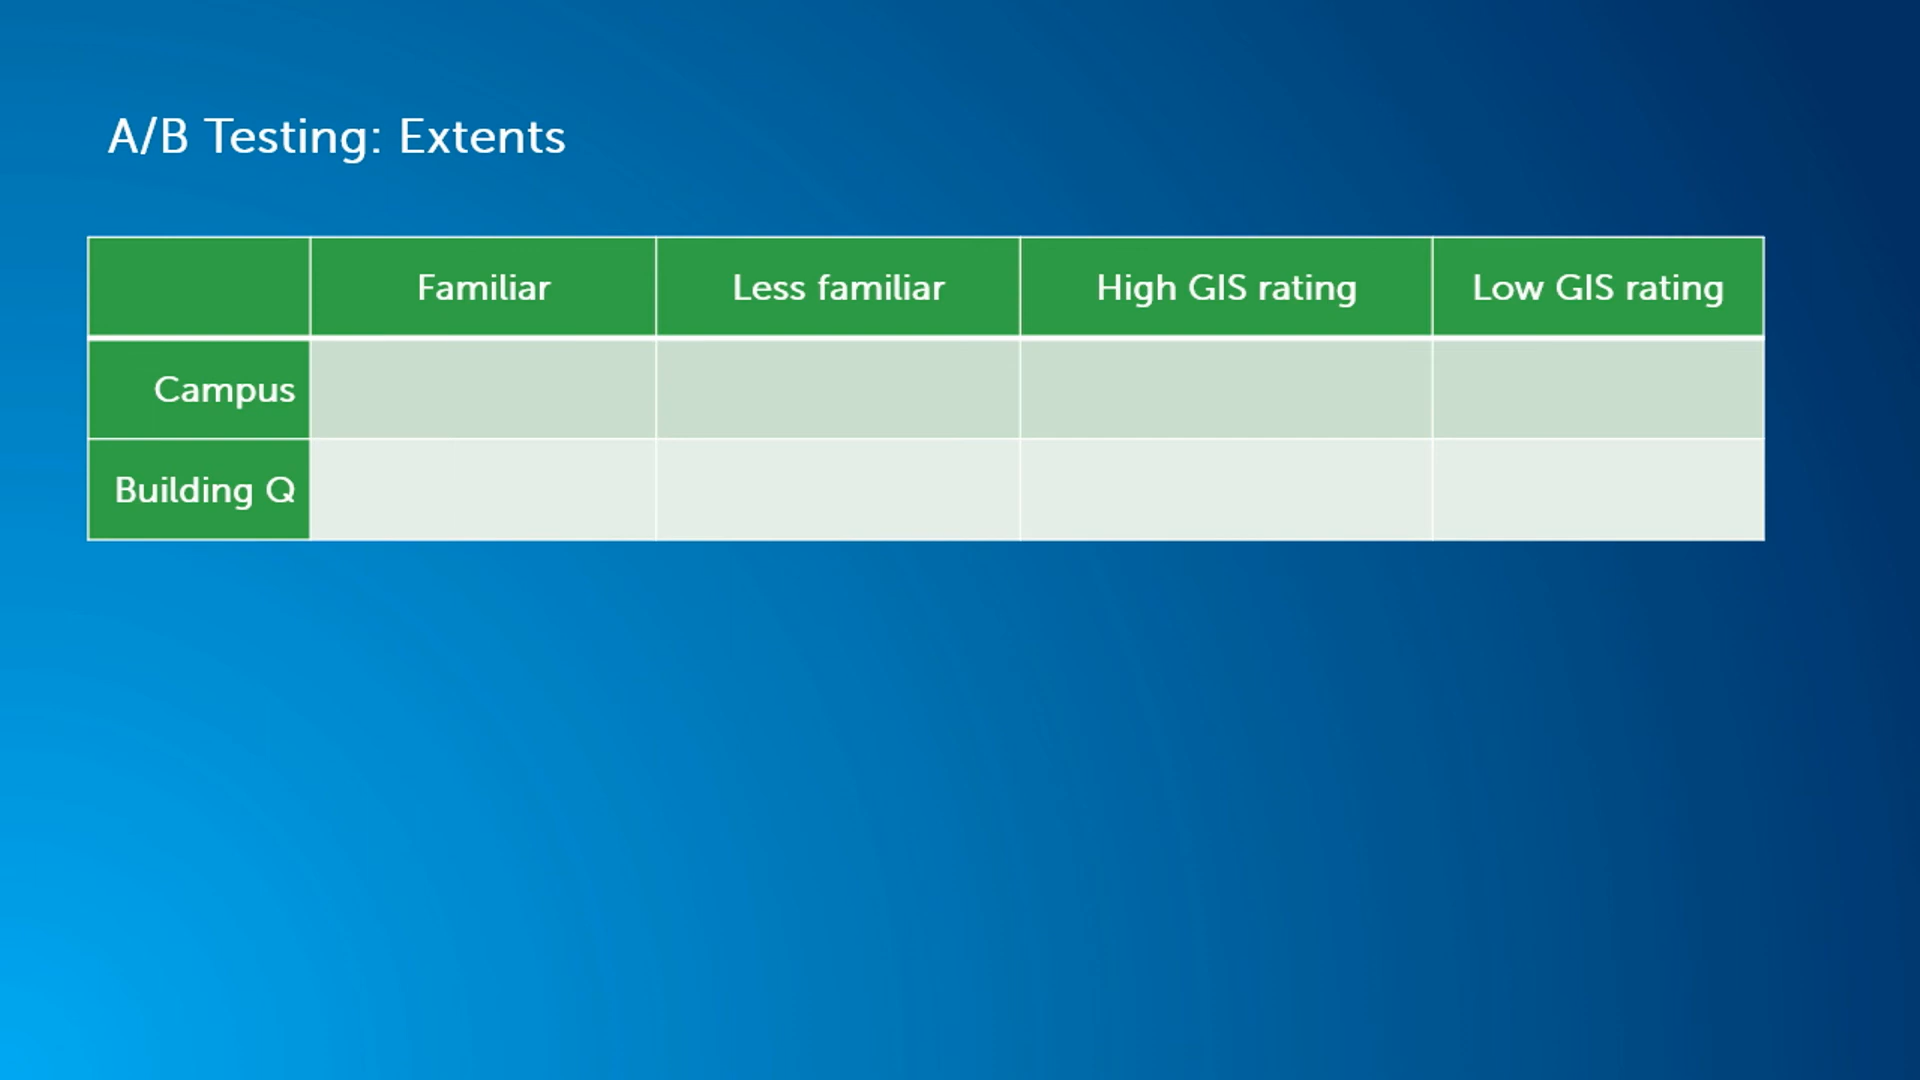 A/B Testing: Extents
Familiar Less familiar High GIS rating Low GIS rating
Campus
Building Q